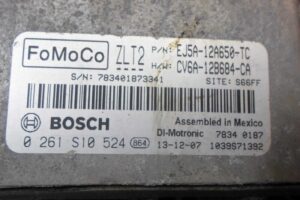 FoMoCo ZLT2 P/N: EJ5A-12A650-TC
H/W: CV6A-12B684-CA
S/N: 783401873341 SITE: S66FF
BOSCH Assembled in Mexico
DI-Motronic 7834 0187
0 261 S10 524 864 13-12-07 1039S71392